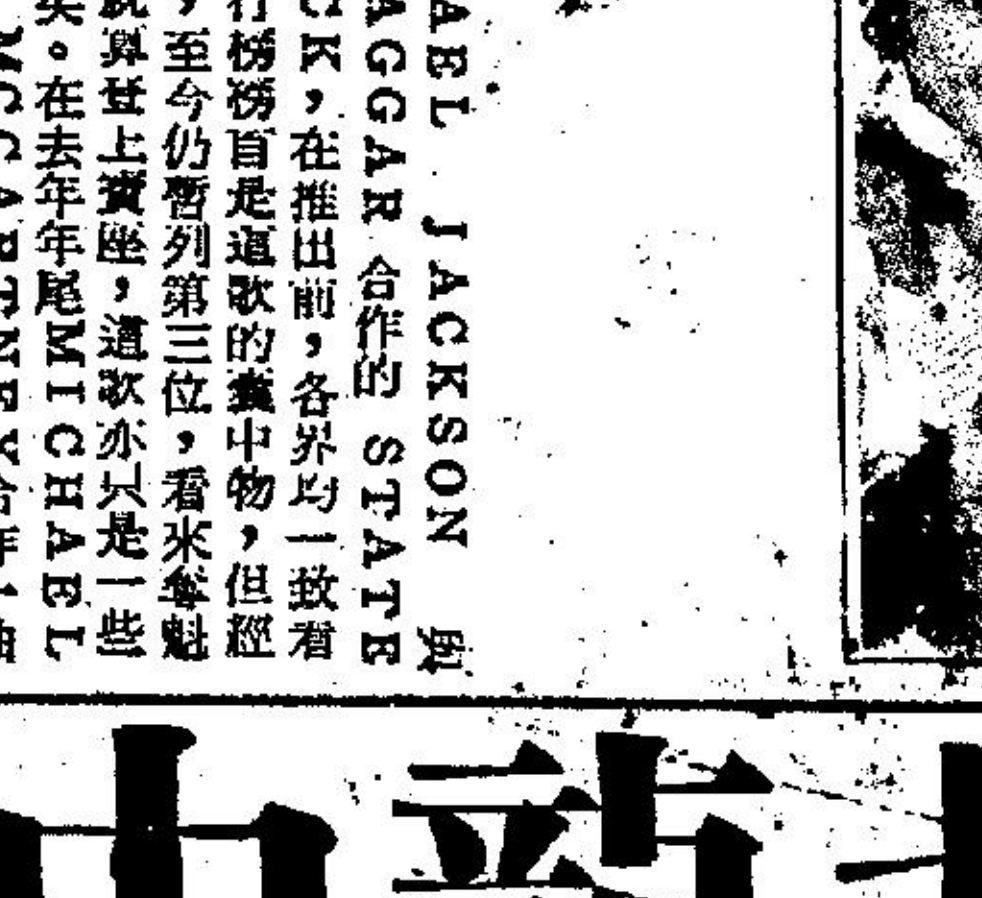 AEL JACKSON 與
AGGAR 合作的 STATE
CK，在推出前，各界均一致看
行榜榜首是這歌的囊中物，但經
，至今仍暫列第三位，看來奪魁
就算登上寶座，這歌亦只是一些
。在去年年尾MICHAEL
MCCARTNEY合作